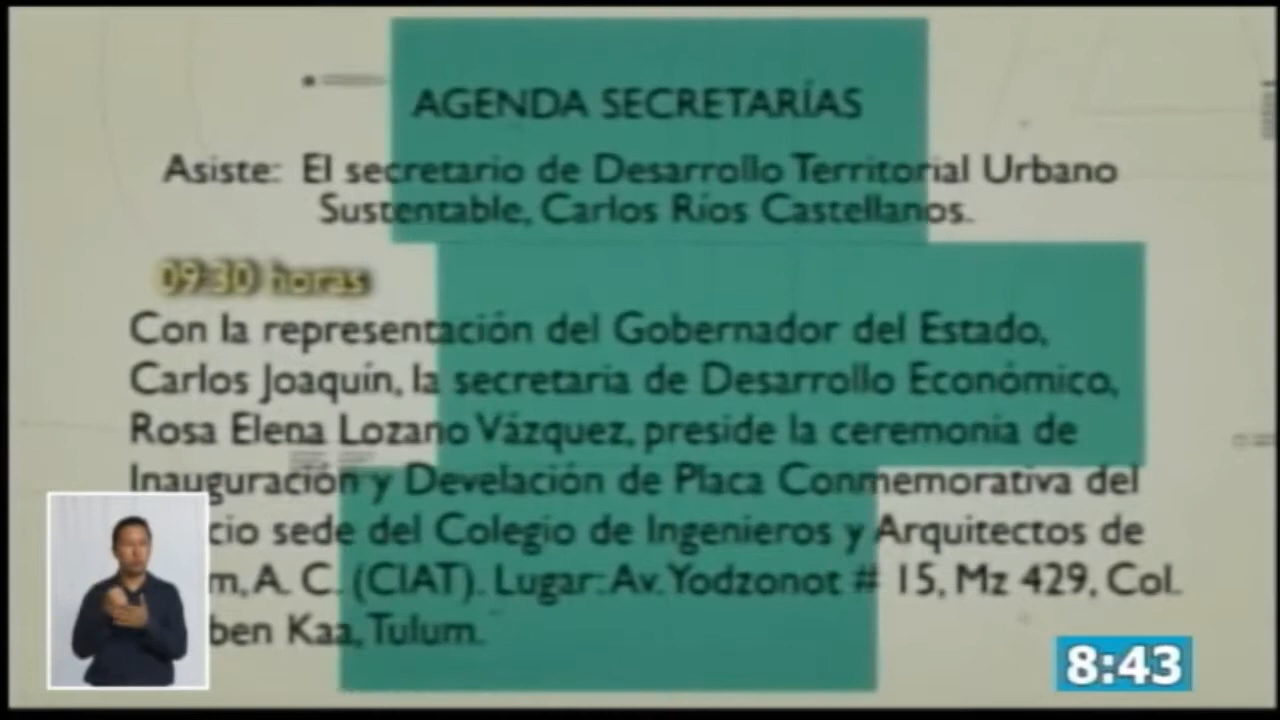 AGENDA SECRETARÍAS
Asiste: El secretario de Desarrollo Territorial Urbano
Sustentable, Carlos Ríos Castellanos.
09:30 horas
Con la representación del Gobernador del Estado,
Carlos Joaquín, la secretaria de Desarrollo Económico,
Rosa Elena Lozano Vázquez, preside la ceremonia de
Inauguración y Develación de Placa Conmemorativa del
cio sede del Colegio de Ingenieros y Arquitectos de
m, A. C. (CIAT). Lugar: Av. Yodzonot # 15, Mz 429, Col.
ben Kaa, Tulum.
8:43